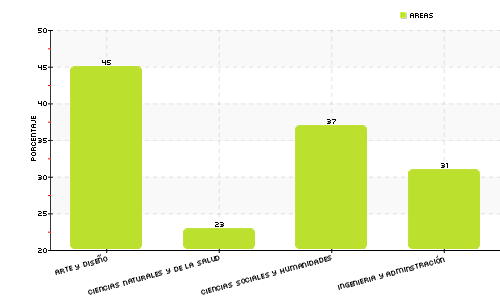 AREAS
PORCENTAJE
50
45
40
35
30
25
20
45
23
37
31
ARTE Y DISEÑO
CIENCIAS NATURALES Y DE LA SALUD
CIENCIAS SOCIALES Y HUMANIDADES
INGENIERIA Y ADMINSTRACIÓN